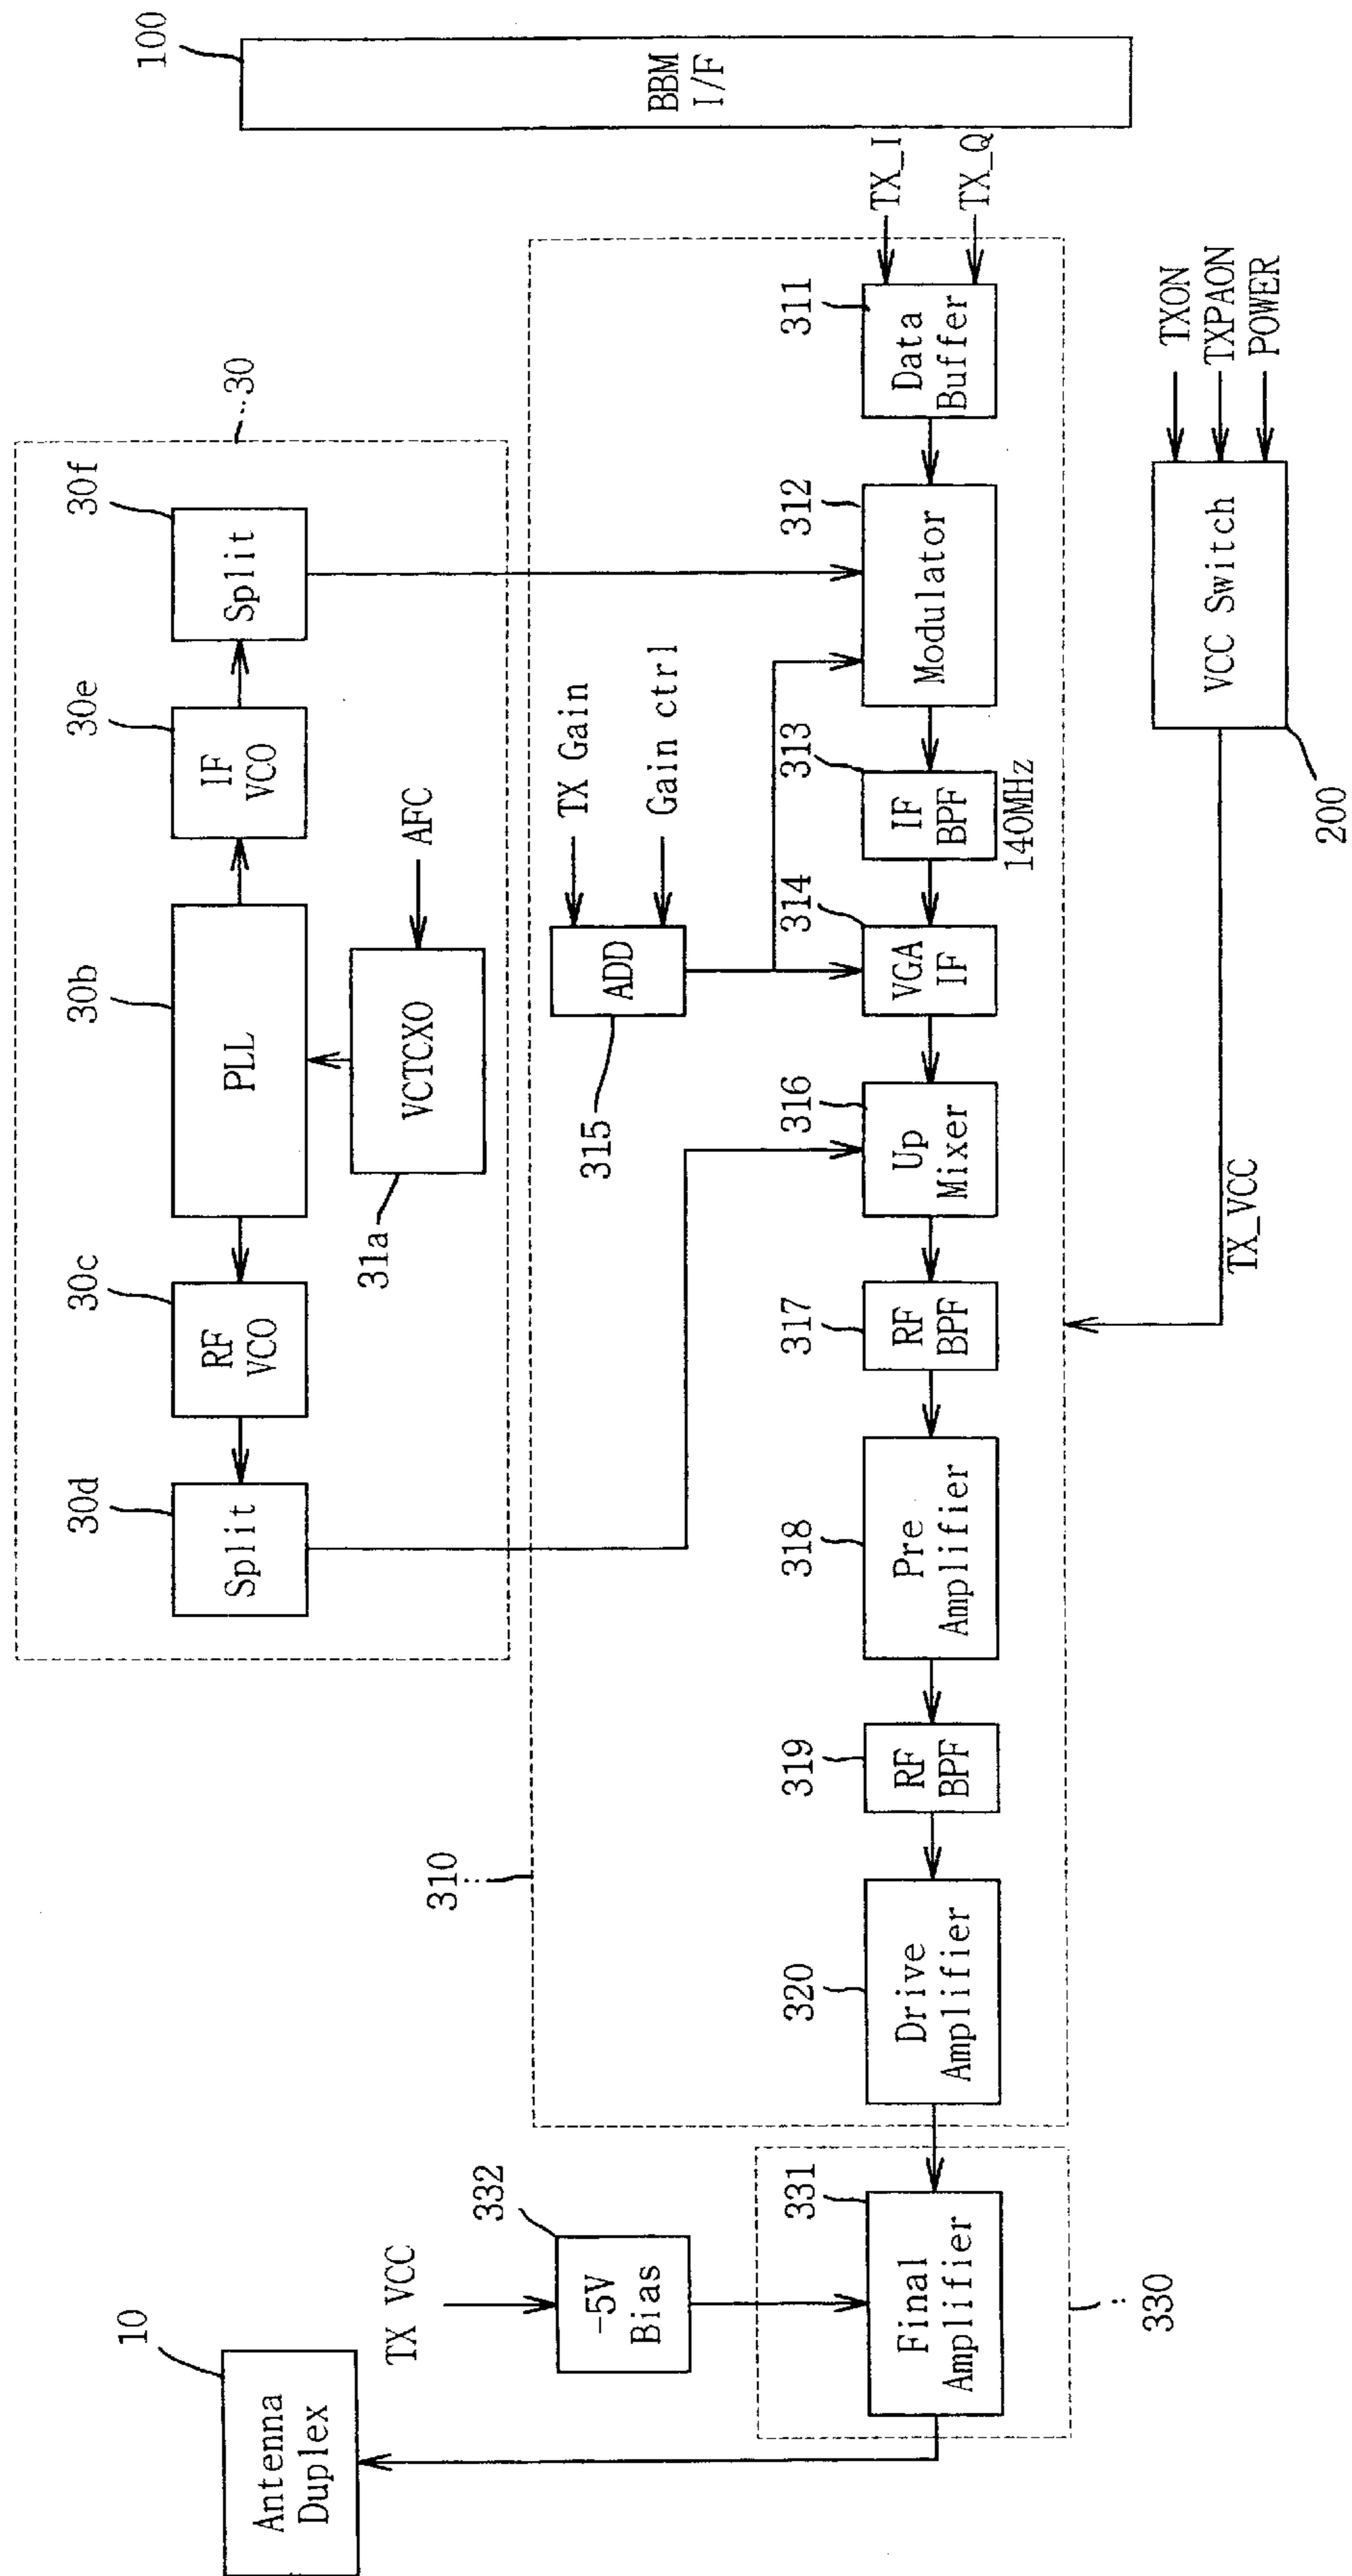 10
Antenna
Duplex
TX VCC
332
-5V
Bias
331
Final
Amplifier
330
30
30d
Split
30c
RF
VCO
30b
PLL
30e
IF
VCO
30f
Split
31a
VCTCXO
AFC
310
315
ADD
TX Gain
Gain ctrl
320
Drive
Amplifier
319
RF
BPF
318
Pre
Amplifier
317
RF
BPF
316
Up
Mixer
314
VGA
IF
313
IF
BPF
140MHz
312
Modulator
311
Data
Buffer
TX_I
TX_Q
100
BBM
I/F
TX_VCC
VCC Switch
200
TXON
TXPAON
POWER